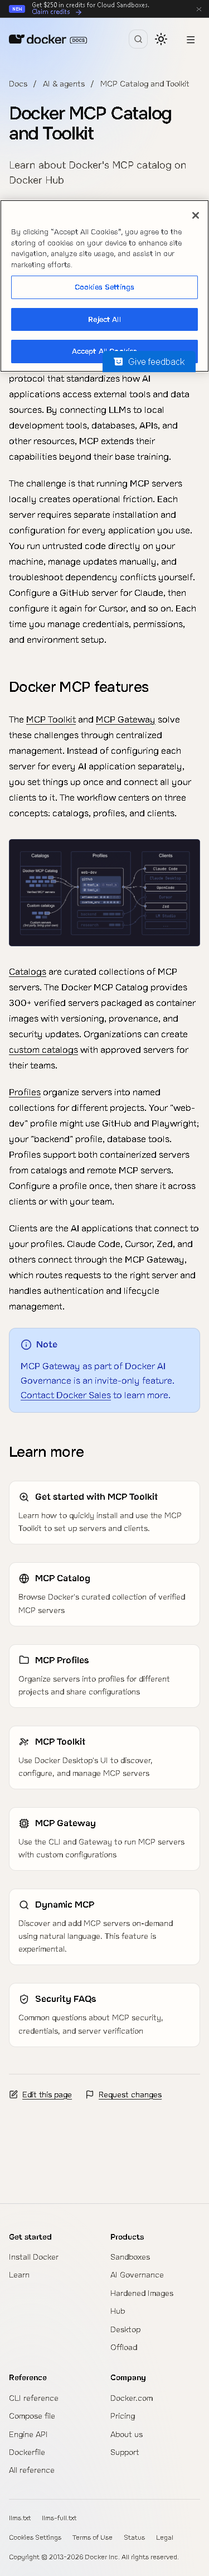 NEW
Get $250 in credits for Cloud Sandboxes.
Claim credits →
docker docs
Docs / AI & agents / MCP Catalog and Toolkit
Docker MCP Catalog
and Toolkit
Learn about Docker's MCP catalog on
Docker Hub
By clicking "Accept All Cookies", you agree to the
storing of cookies on your device to enhance site
navigation, analyze site usage, and assist in our
marketing efforts.
Cookies Settings
Reject All
Accept All Cookies
Give feedback
protocol that standardizes how AI
applications access external tools and data
sources. By connecting LLMs to local
development tools, databases, APIs, and
other resources, MCP extends their
capabilities beyond their base training.
The challenge is that running MCP servers
locally creates operational friction. Each
server requires separate installation and
configuration for every application you use.
You run untrusted code directly on your
machine, manage updates manually, and
troubleshoot dependency conflicts yourself.
Configure a GitHub server for Claude, then
configure it again for Cursor, and so on. Each
time you manage credentials, permissions,
and environment setup.
Docker MCP features
The MCP Toolkit and MCP Gateway solve
these challenges through centralized
management. Instead of configuring each
server for every AI application separately,
you set things up once and connect all your
clients to it. The workflow centers on three
concepts: catalogs, profiles, and clients.
Catalogs
Profiles
Clients
Docker MCP Catalog
web-dev
Claude Code
OpenCode
Custom catalogs
Zed
Catalogs are curated collections of MCP
servers. The Docker MCP Catalog provides
300+ verified servers packaged as container
images with versioning, provenance, and
security updates. Organizations can create
custom catalogs with approved servers for
their teams.
Profiles organize servers into named
collections for different projects. Your "web-
dev" profile might use GitHub and Playwright;
your "backend" profile, database tools.
Profiles support both containerized servers
from catalogs and remote MCP servers.
Configure a profile once, then share it across
clients or with your team.
Clients are the AI applications that connect to
your profiles. Claude Code, Cursor, Zed, and
others connect through the MCP Gateway,
which routes requests to the right server and
handles authentication and lifecycle
management.
Note
MCP Gateway as part of Docker AI
Governance is an invite-only feature.
Contact Docker Sales to learn more.
Learn more
Get started with MCP Toolkit
Learn how to quickly install and use the MCP
Toolkit to set up servers and clients.
MCP Catalog
Browse Docker's curated collection of verified
MCP servers
MCP Profiles
Organize servers into profiles for different
projects and share configurations
MCP Toolkit
Use Docker Desktop's UI to discover,
configure, and manage MCP servers
MCP Gateway
Use the CLI and Gateway to run MCP servers
with custom configurations
Dynamic MCP
Discover and add MCP servers on-demand
using natural language. This feature is
experimental.
Security FAQs
Common questions about MCP security,
credentials, and server verification
Edit this page
Request changes
Get started
Products
Install Docker
Sandboxes
Learn
AI Governance
Hardened Images
Hub
Desktop
Offload
Reference
Company
CLI reference
Docker.com
Compose file
Pricing
Engine API
About us
Dockerfile
Support
All reference
llms.txt llms-full.txt
Cookies Settings Terms of Use Status Legal
Copyright © 2013-2026 Docker Inc. All rights reserved.